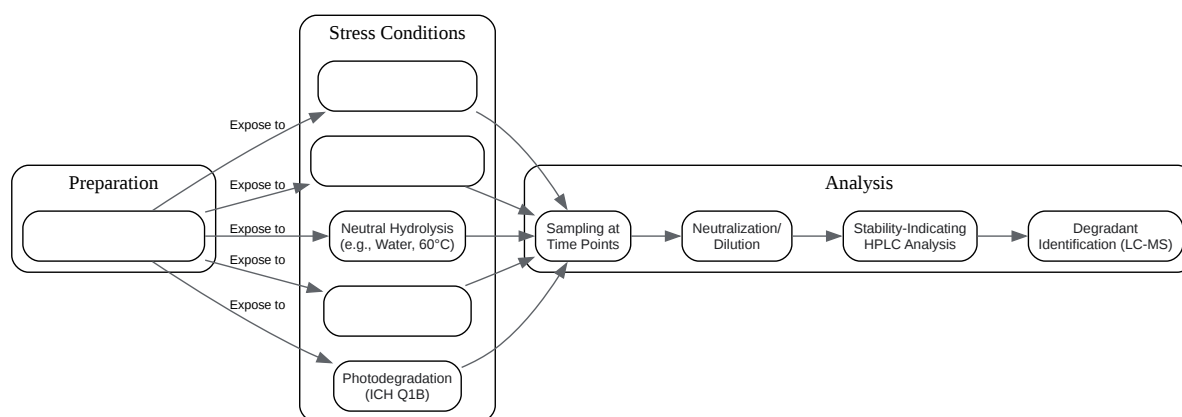 Stress Conditions
Expose to
Expose to
Expose to
Expose to
Expose to
Preparation
Neutral Hydrolysis
(e.g., Water, 60°C)
Photodegradation
(ICH Q1B)
Analysis
Sampling at
Time Points
Neutralization/
Dilution
Stability-Indicating
HPLC Analysis
Degradant
Identification (LC-MS)